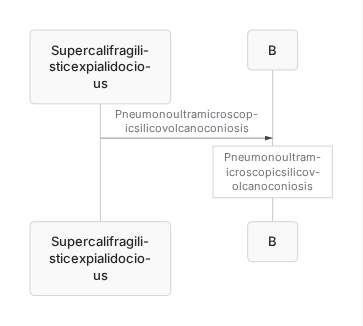 Supercalifragili-
sticexpialidocio-
us
B
Pneumonoultramicroscop-
icsilicovolcanoconiosis
Pneumonoultram-
icroscopicsilicov-
olcanoconiosis
Supercalifragili-
sticexpialidocio-
us
B